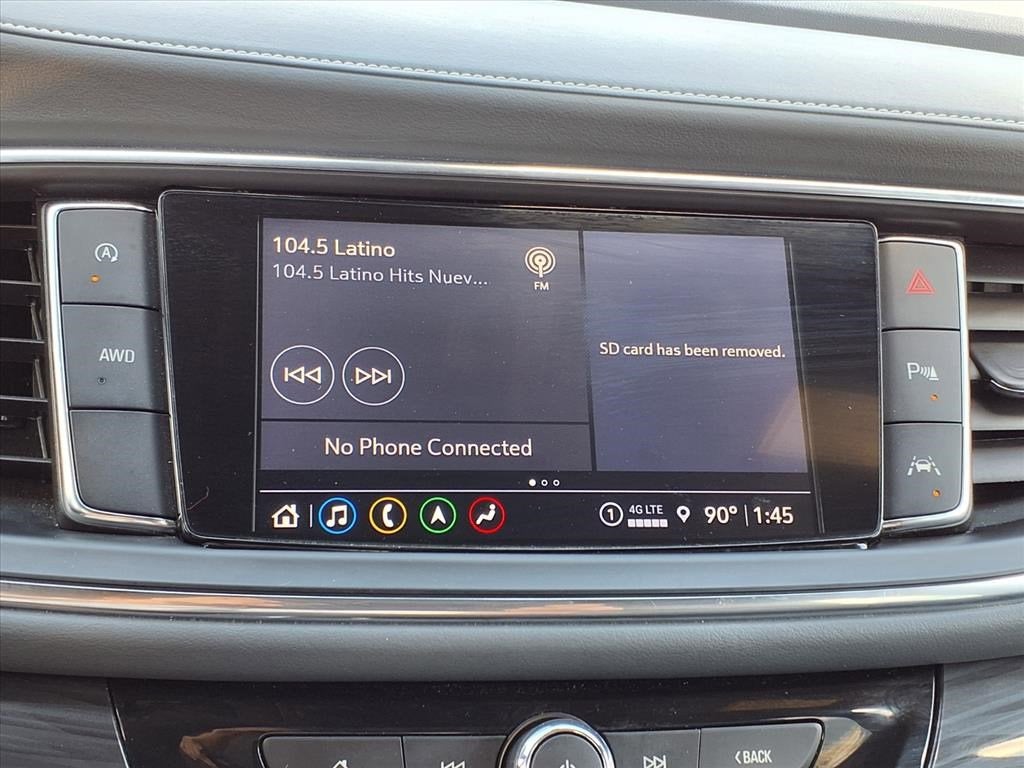 A
AWD
104.5 Latino
104.5 Latino Hits Nuev...
FM
SD card has been removed.
No Phone Connected
1 4G LTE 90° 1:45
P
BACK